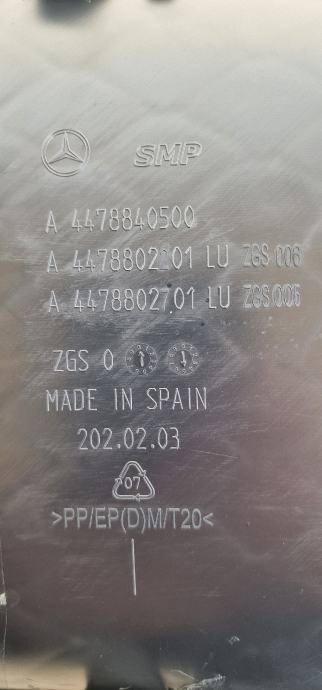 SMP
A 4478840500
A 4478802201 LU ZGS 006
A 4478802701 LU ZGS 005
ZGS 0
MADE IN SPAIN
202.02.03
07
>PP/EP(D)M/T20<